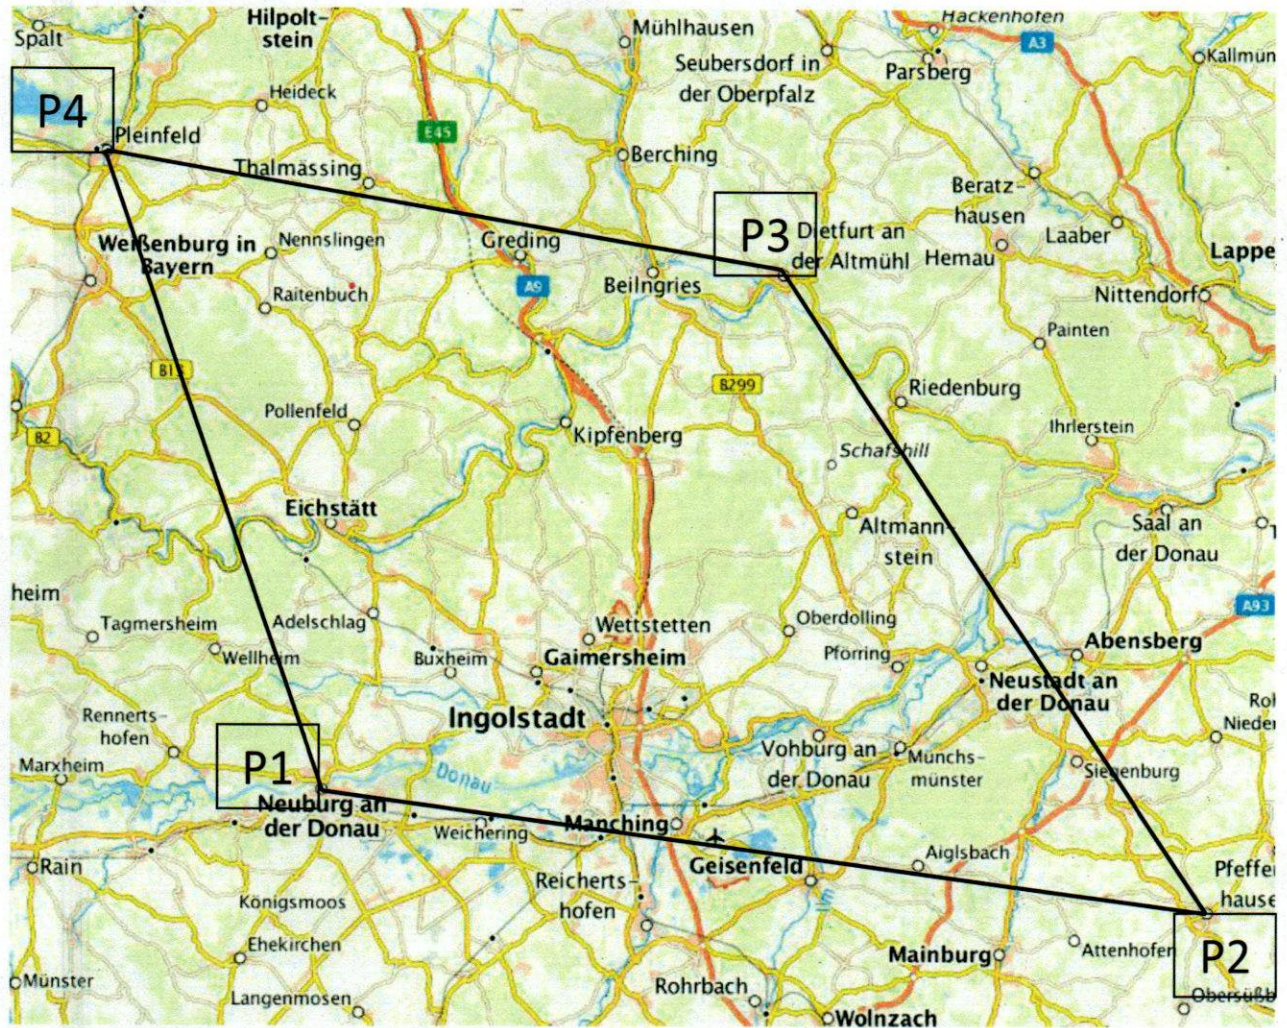 Spalt
Hilpolt-
stein
Mühlhausen
Hackenhofen
A3
Kallmün
Seubersdorf in
der Oberpfalz
Parsberg
Heideck
P4
Pleinfeld
E45
Thalmässing
Berching
Beratz-
hausen
Laaber
Weißenburg in
Bayern
Nennslingen
Greding
P3
Dietfurt an
der Altmühl
Hemau
Lappe
A9
Beilngries
Raitenbuch
Nittendorf
Painten
B13
B299
Riedenburg
Pollenfeld
B2
Kipfenberg
Ihrlerstein
Schafshill
Eichstätt
Altmann-
stein
Saal an
der Donau
heim
A93
Tagmersheim
Adelschlag
Wettstetten
Oberdolling
Wellheim
Buxheim
Gaimersheim
Pförring
Abensberg
Neustadt an
der Donau
Rennerts-
hofen
Ingolstadt
Nieder
Marxheim
P1
Donau
Vohburg an
der Donau
Münchs-
münster
Siegenburg
Neuburg an
der Donau
Weichering
Manching
Geisenfeld
Aiglsbach
Rain
Pfeffe
hause
Königsmoos
Reicherts-
hofen
Ilm
Ehekirchen
Mainburg
Attenhofen
P2
Münster
Langenmosen
Rohrbach
Obersüßb
Wolnzach